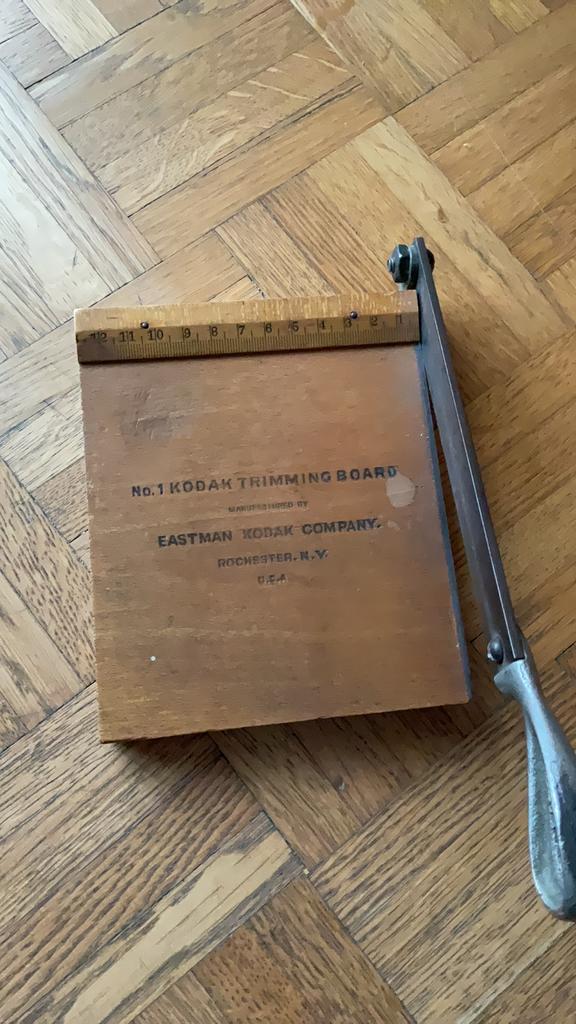 12 11 10 9 8 7 6 5 4 3 2 1
No.1 KODAK TRIMMING BOARD
MANUFACTURED BY
EASTMAN KODAK COMPANY.
ROCHESTER. N.Y.
U.S.A